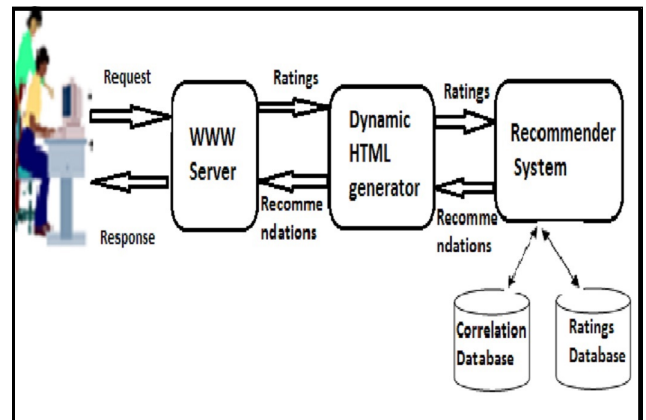 Request
Ratings
Ratings
WWW
Server
Dynamic
HTML
generator
Recommender
System
Response
Recomme
ndations
Recomme
ndations
Correlation
Database
Ratings
Database